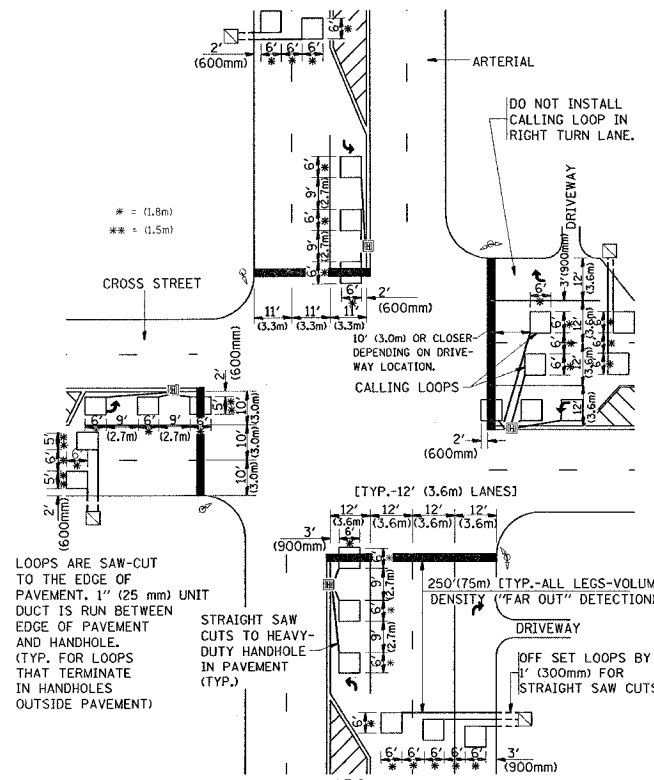 6' 6'
2'
(600mm)
6' 6' 6'
ARTERIAL
DO NOT INSTALL
CALLING LOOP IN
RIGHT TURN LANE.
DRIVEWAY
* = (1.8m)
** = (1.5m)
6'
9'
(2.7m)
6'
9'
(2.7m)
6'
6'
2'
(600mm)
11' 11' 11'
(3.3m) (3.3m) (3.3m)
CROSS STREET
3'(900mm)
12'
(3.6m)
10' (3.0m) OR CLOSER
DEPENDING ON DRIVE-
WAY LOCATION.
CALLING LOOPS
6' 6' 6'
12'
(3.6m)
12'
(3.6m)
12'
(3.6m)
2'
(600mm)
2'
(600mm)
5'
10'
(3.0m)
10'
(3.0m)
10'
(3.0m)
6' 9' 6' 9' 6'
(2.7m) (2.7m)
5'
6'
5'
2'
(600mm)
[TYP.-12' (3.6m) LANES]
12' 12' 12' 12'
(3.6m) (3.6m) (3.6m) (3.6m)
3'
(900mm)
6'
6'
9'
(2.7m)
6'
9'
(2.7m)
6'
LOOPS ARE SAW-CUT
TO THE EDGE OF
PAVEMENT. 1" (25 mm) UNIT
DUCT IS RUN BETWEEN
EDGE OF PAVEMENT
AND HANDHOLE.
(TYP. FOR LOOPS
THAT TERMINATE
IN HANDHOLES
OUTSIDE PAVEMENT)
STRAIGHT SAW
CUTS TO HEAVY-
DUTY HANDHOLE
IN PAVEMENT
(TYP.)
250'(75m) [TYP.-ALL LEGS-VOLUM
DENSITY ("FAR OUT" DETECTION)
DRIVEWAY
OFF SET LOOPS BY
1' (300mm) FOR
STRAIGHT SAW CUTS
6'
6' 6' 6' 6' 6'
3'
(900mm)